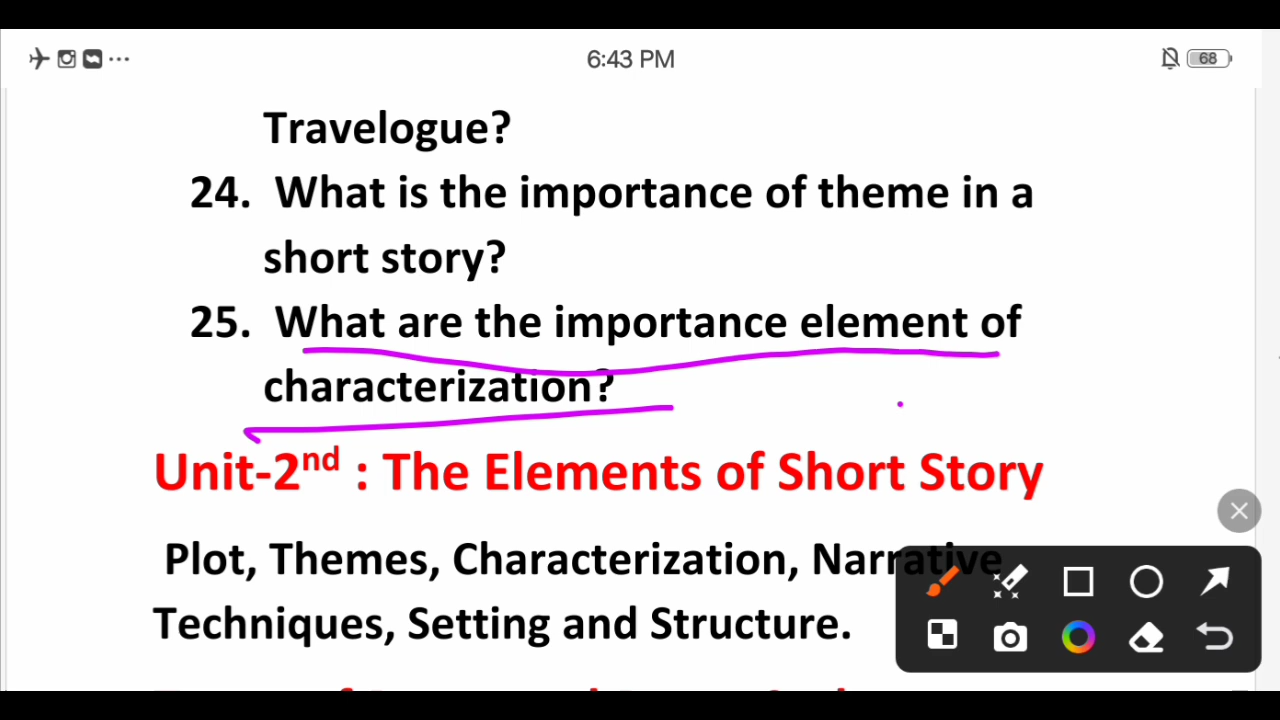 6:43 PM
68
Travelogue?
24. What is the importance of theme in a
short story?
25. What are the importance element of
characterization?
Unit-2nd : The Elements of Short Story
Plot, Themes, Characterization, Narrative
Techniques, Setting and Structure.